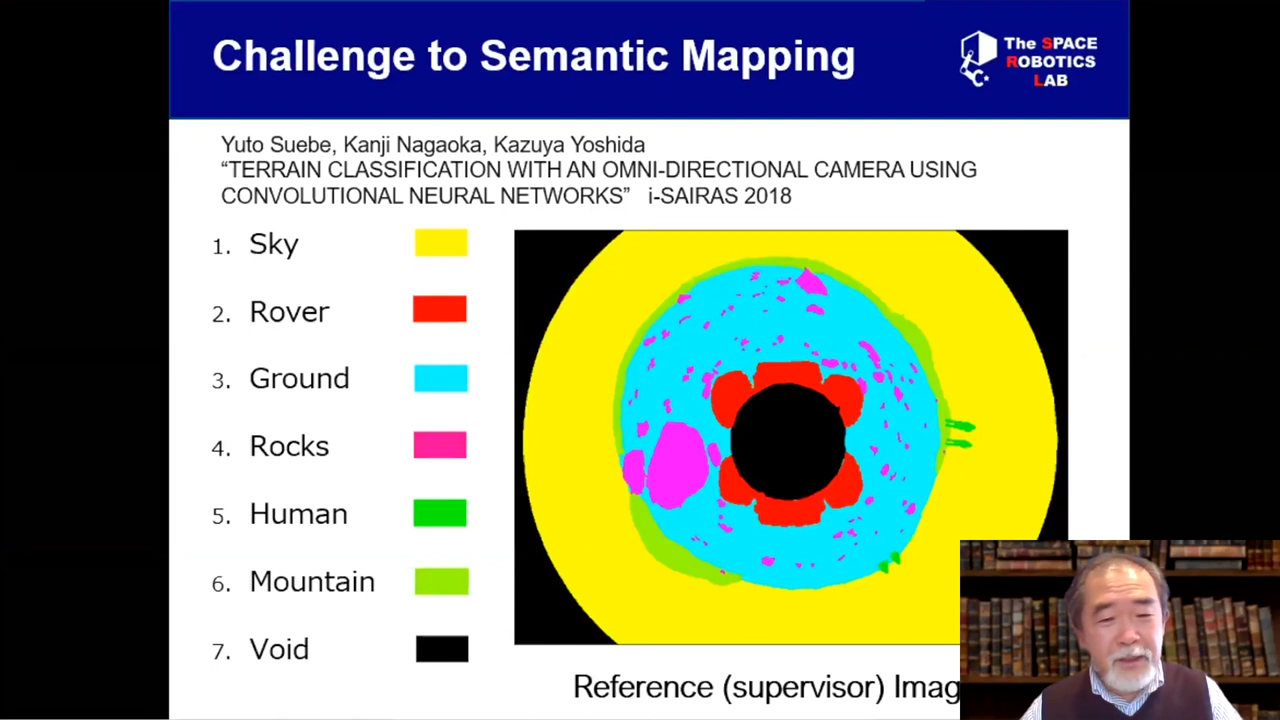 Challenge to Semantic Mapping
The SPACE
ROBOTICS
LAB
Yuto Suebe, Kanji Nagaoka, Kazuya Yoshida
“TERRAIN CLASSIFICATION WITH AN OMNI-DIRECTIONAL CAMERA USING
CONVOLUTIONAL NEURAL NETWORKS” i-SAIRAS 2018
1. Sky
2. Rover
3. Ground
4. Rocks
5. Human
6. Mountain
7. Void
Reference (supervisor) Imag